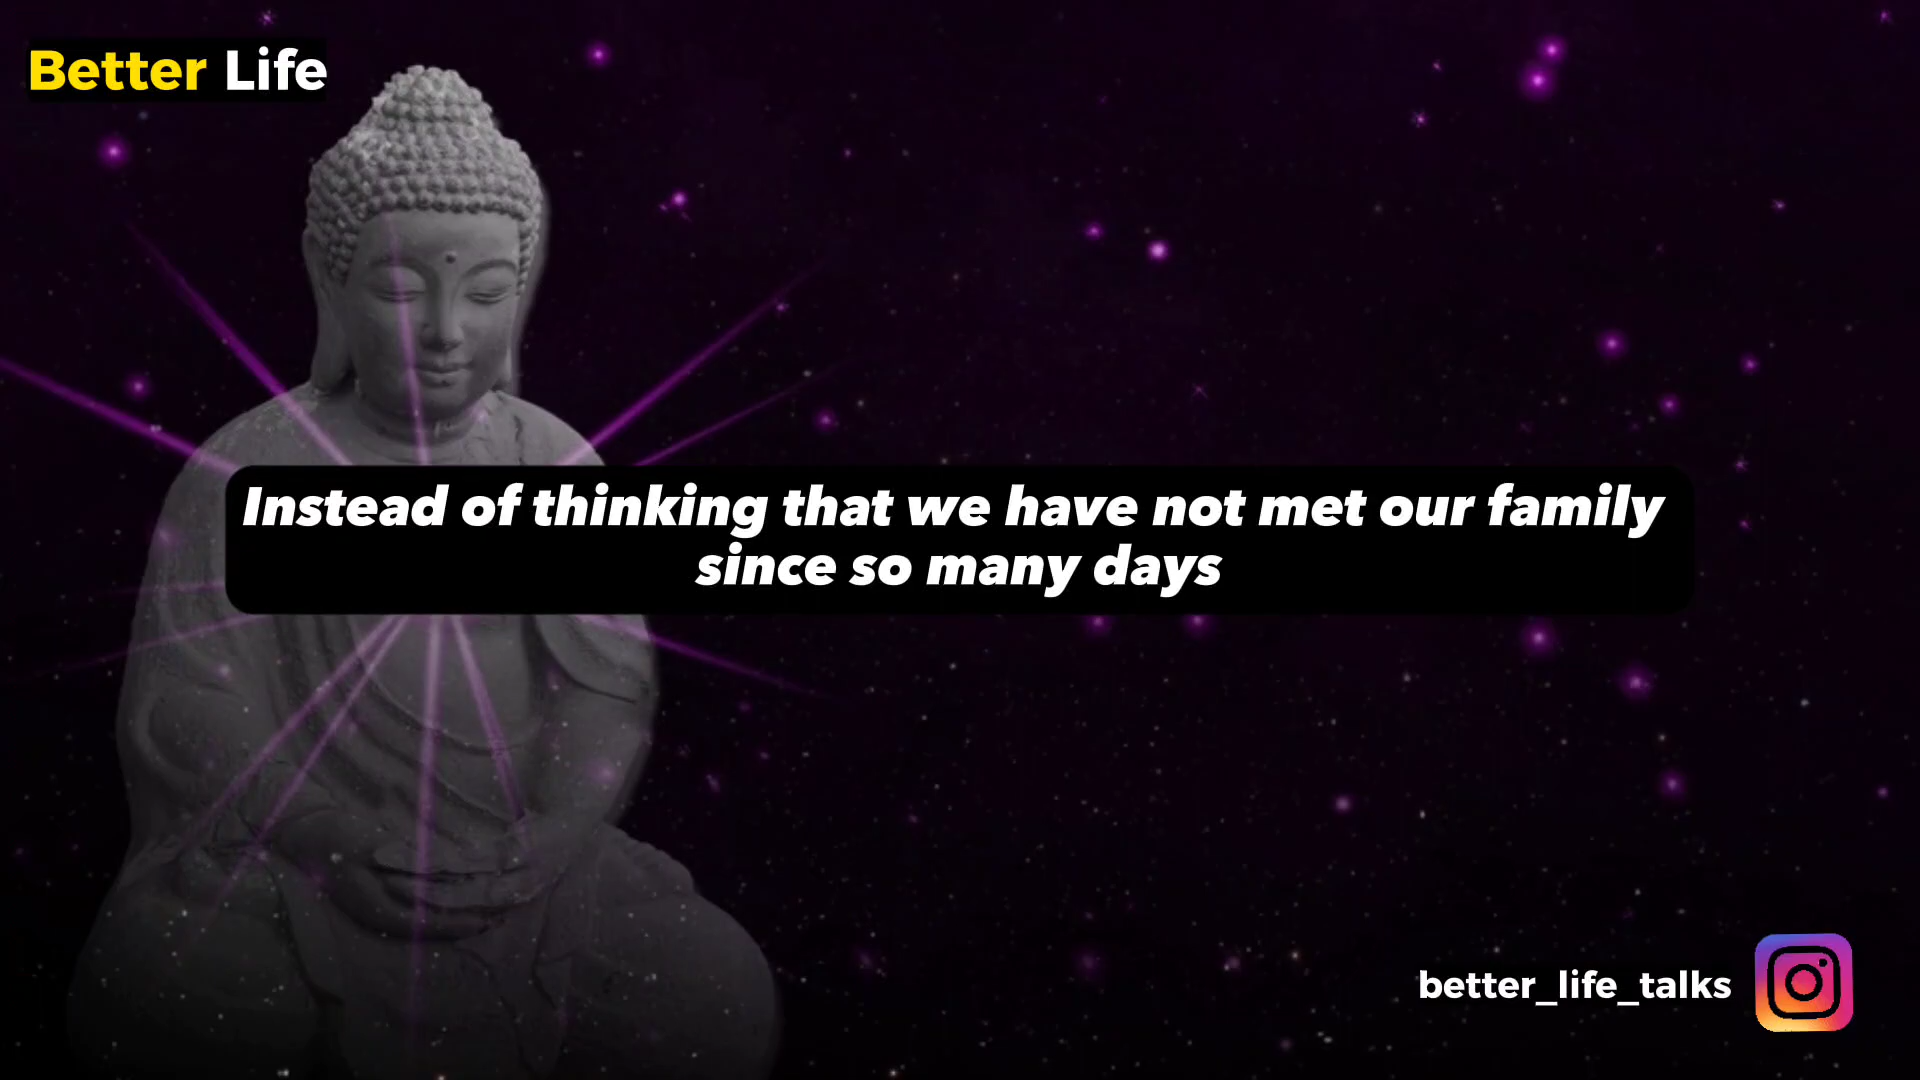 Better Life
Instead of thinking that we have not met our family
since so many days
better_life_talks